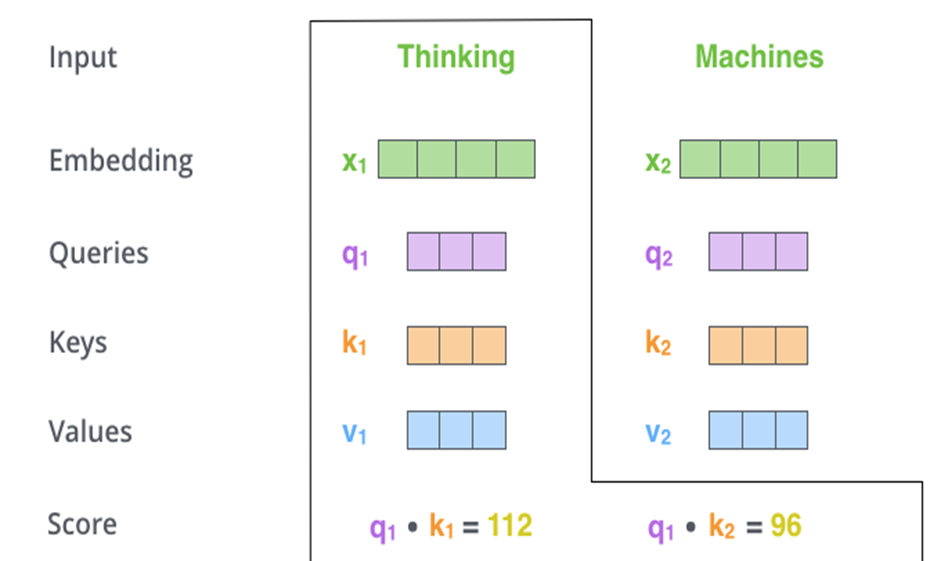 Input Thinking Machines
Embedding x1 x2
Queries q1 q2
Keys k1 k2
Values v1 v2
Score q1 • k1 = 112 q1 • k2 = 96